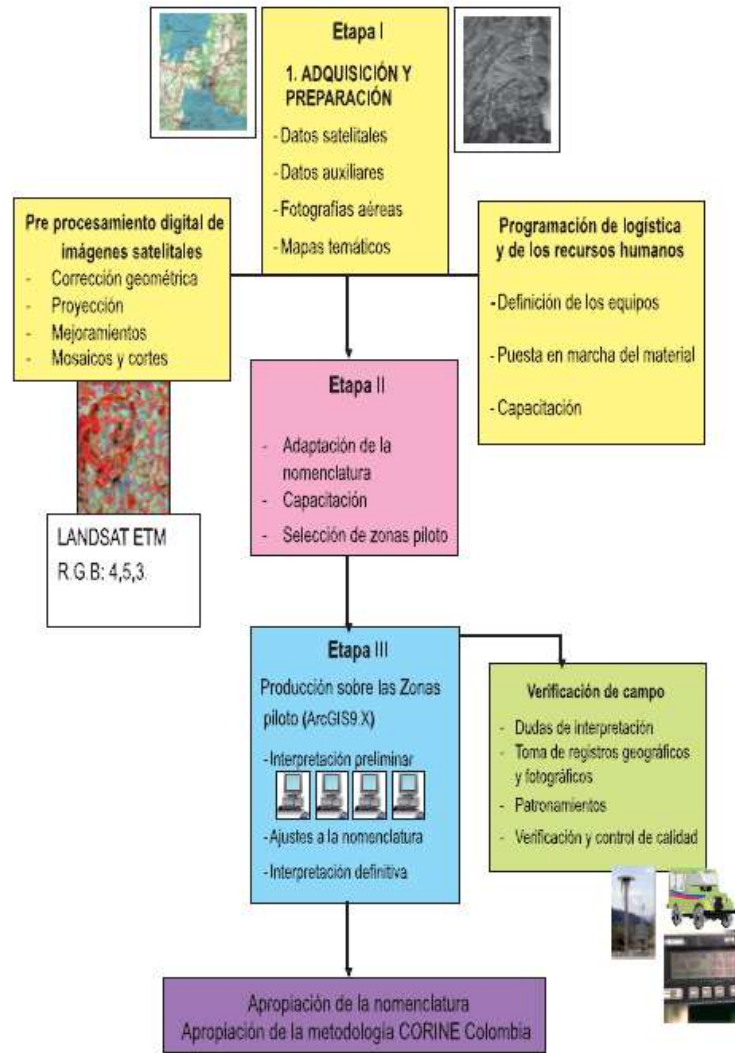 Etapa I
1. ADQUISICIÓN Y
PREPARACIÓN
- Datos satelitales
- Datos auxiliares
- Fotografías aéreas
- Mapas temáticos
Pre procesamiento digital de
imágenes satelitales
- Corrección geométrica
- Proyección
- Mejoramientos
- Mosaicos y cortes
Programación de logística
y de los recursos humanos
- Definición de los equipos
- Puesta en marcha del material
- Capacitación
LANDSAT ETM
R.G.B: 4,5,3.
Etapa II
- Adaptación de la
nomenclatura
- Capacitación
- Selección de zonas piloto
Etapa III
Producción sobre las Zonas
piloto (ArcGIS9.X)
- Interpretación preliminar
- Ajustes a la nomenclatura
- Interpretación definitiva
Verificación de campo
- Dudas de interpretación
- Toma de registros geográficos
y fotográficos
- Patronamientos
- Verificación y control de calidad
Apropiación de la nomenclatura
Apropiación de la metodología CORINE Colombia